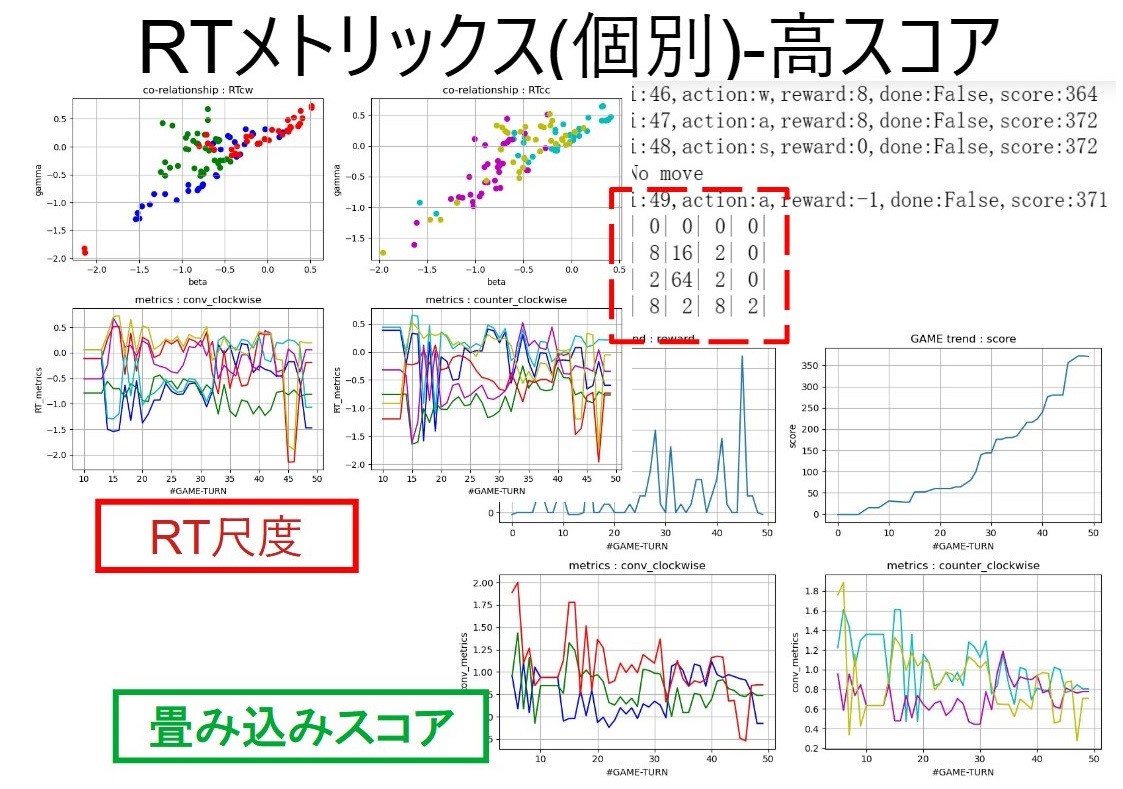 RTメトリックス(個別)-高スコア
co-relationship : RTcw
co-relationship : RTcc
i:46,action:w,reward:8,done:False,score:364
i:47,action:a,reward:8,done:False,score:372
i:48,action:s,reward:0,done:False,score:372
No move
i:49,action:a,reward:-1,done:False,score:371
| 0| 0| 0| 0|
| 8|16| 2| 0|
| 2|64| 2| 0|
| 8| 2| 8| 2|
gamma
0.5
0.0
−0.5
−1.0
−1.5
−2.0
−2.0 −1.5 −1.0 −0.5 0.0 0.5
beta
gamma
0.5
0.0
−0.5
−1.0
−1.5
−2.0 −1.5 −1.0 −0.5 0.0 0.5
beta
metrics : conv_clockwise
RT_metrics
0.5
0.0
−0.5
−1.0
−1.5
−2.0
10 15 20 25 30 35 40 45 50
#GAME-TURN
metrics : counter_clockwise
RT_metrics
0.5
0.0
−0.5
−1.0
−1.5
−2.0
10 15 20 25 30 35 40 45 50
#GAME-TURN
nd : reward
0
0 10 20 30 40 50
#GAME-TURN
GAME trend : score
score
350
300
250
200
150
100
50
0
0 10 20 30 40 50
#GAME-TURN
RT尺度
metrics : conv_clockwise
conv_metrics
2.00
1.75
1.50
1.25
1.00
10 20 30 40 50
#GAME-TURN
metrics : counter_clockwise
conv_metrics
1.8
1.6
1.4
1.2
1.0
0.8
0.6
0.4
0.2
10 20 30 40 50
#GAME-TURN
畳み込みスコア